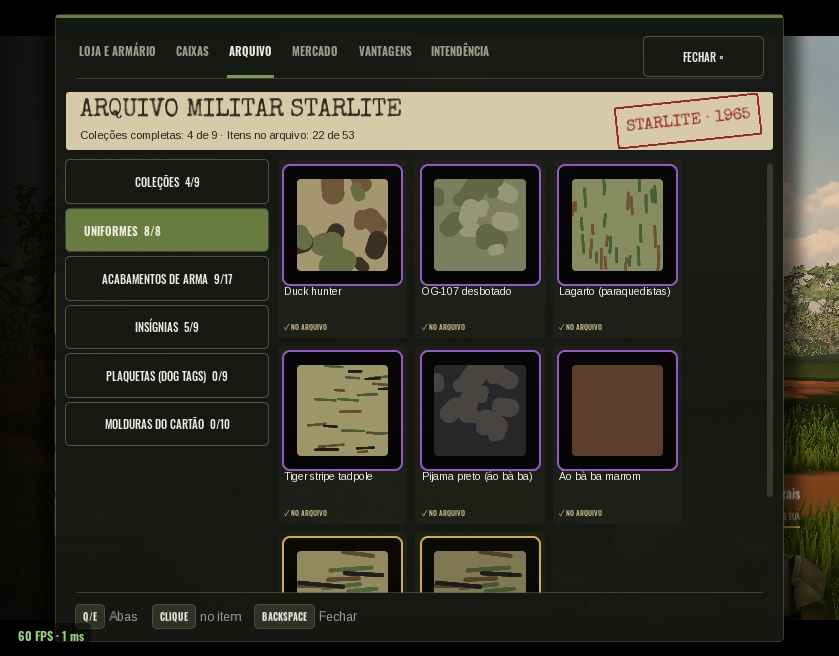 LOJA E ARMÁRIO CAIXAS ARQUIVO MERCADO VANTAGENS INTENDÊNCIA FECHAR ×
ARQUIVO MILITAR STARLITE
Coleções completas: 4 de 9 · Itens no arquivo: 22 de 53
STARLITE · 1965
COLEÇÕES 4/9
UNIFORMES 8/8
ACABAMENTOS DE ARMA 9/17
INSÍGNIAS 5/9
PLAQUETAS (DOG TAGS) 0/9
MOLDURAS DO CARTÃO 0/10
Duck hunter OG-107 desbotado Lagarto (paraquedistas)
✓ NO ARQUIVO ✓ NO ARQUIVO ✓ NO ARQUIVO
Tiger stripe tadpole Pijama preto (áo bà ba) Áo bà ba marrom
✓ NO ARQUIVO ✓ NO ARQUIVO ✓ NO ARQUIVO
Q/E Abas CLIQUE no item BACKSPACE Fechar
60 FPS · 1 ms